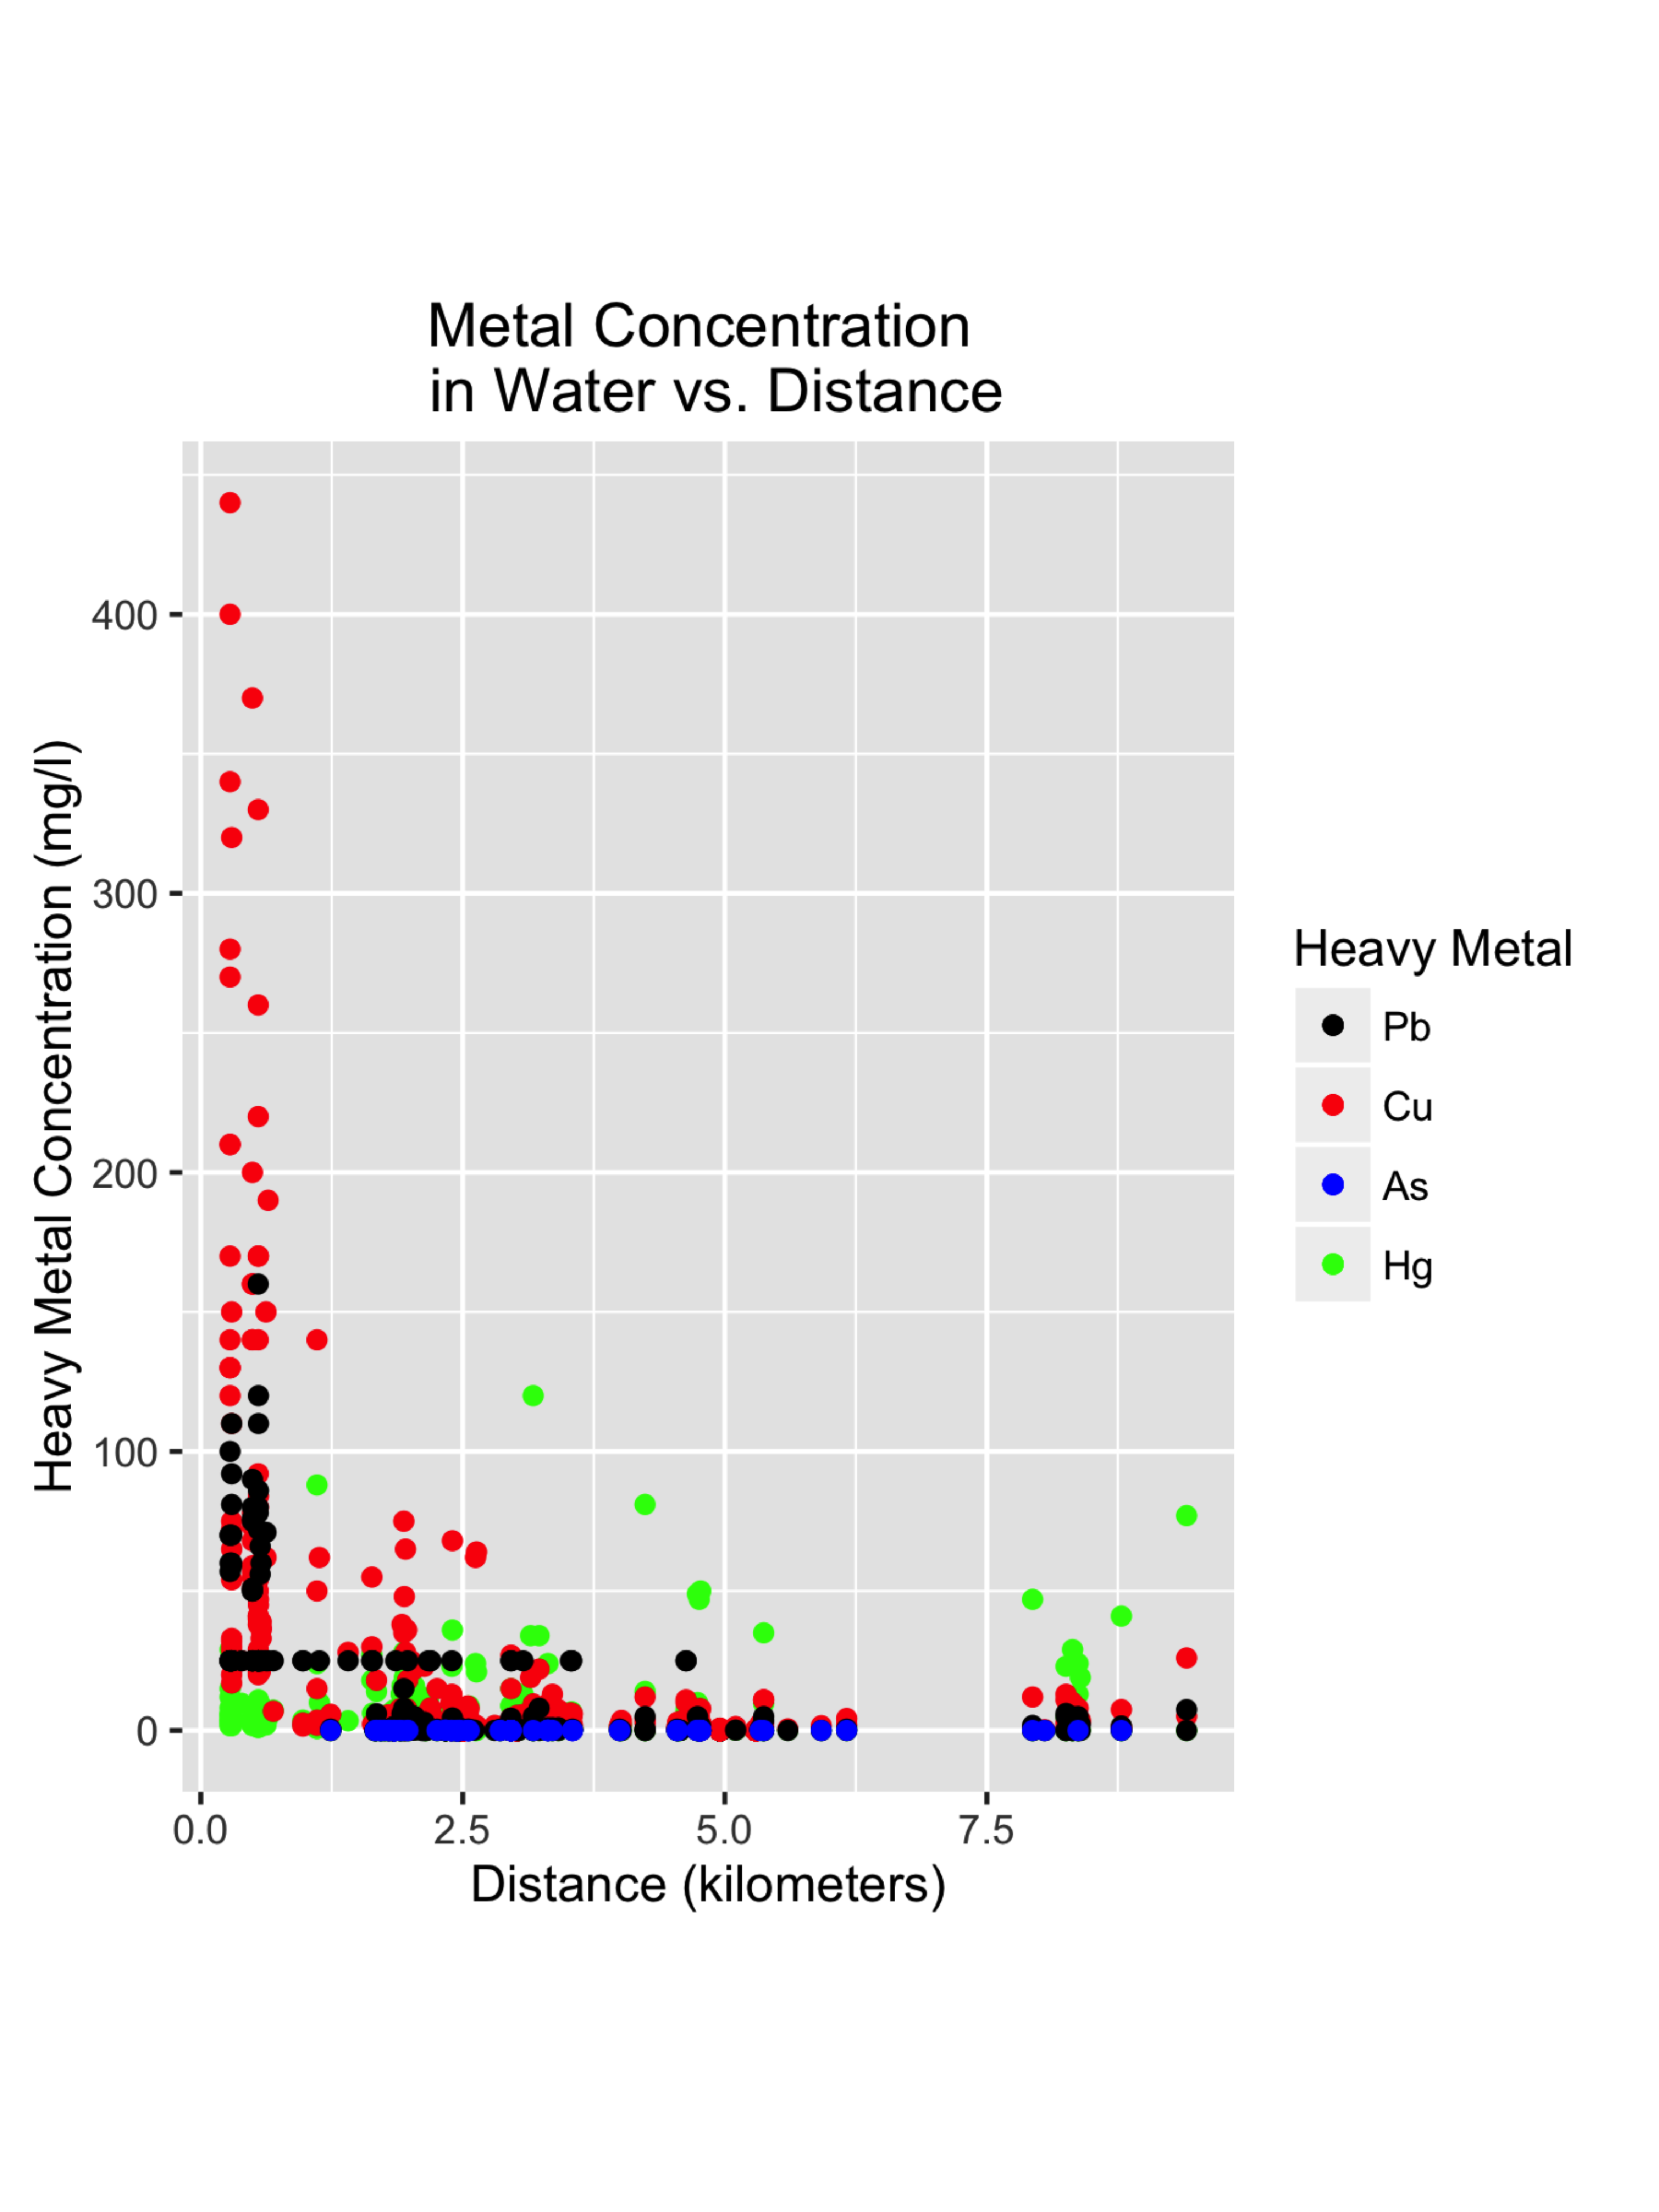 Metal Concentration
in Water vs. Distance
Heavy Metal Concentration (mg/l)
400
300
200
100
0
0.0 2.5 5.0 7.5
Distance (kilometers)
Heavy Metal
Pb
Cu
As
Hg